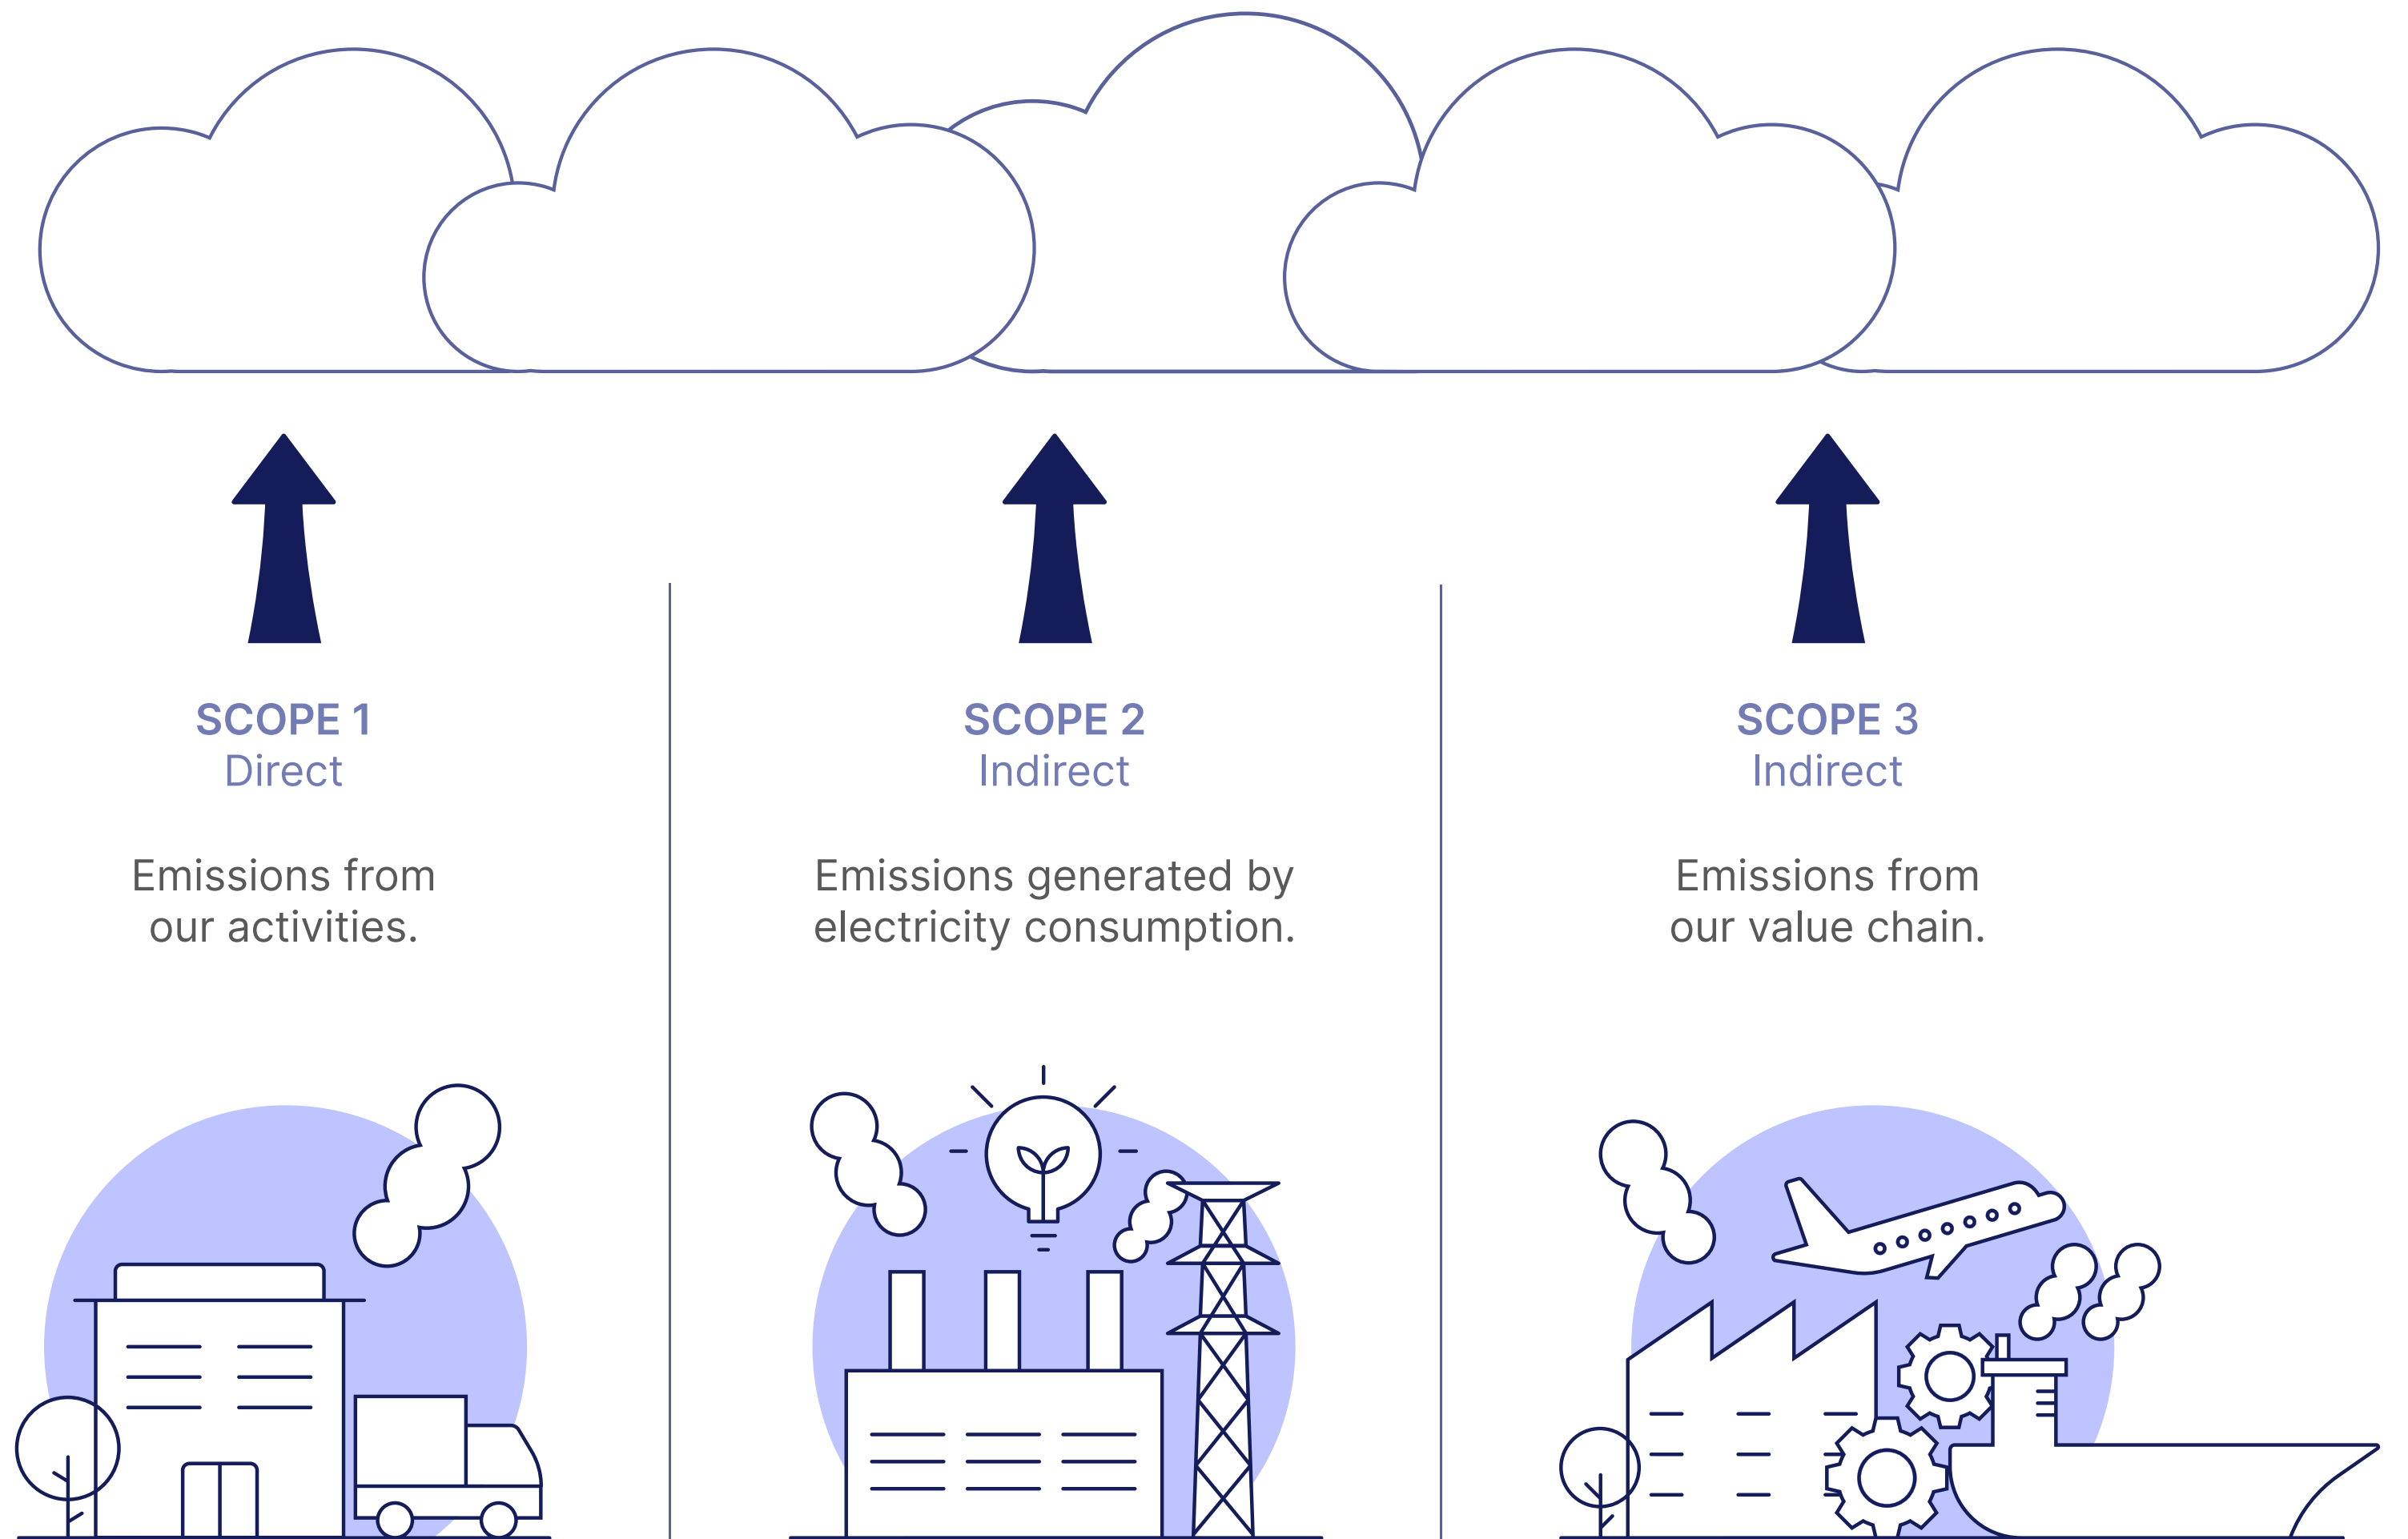 SCOPE 1
Direct
Emissions from
our activities.
SCOPE 2
Indirect
Emissions generated by
electricity consumption.
SCOPE 3
Indirect
Emissions from
our value chain.